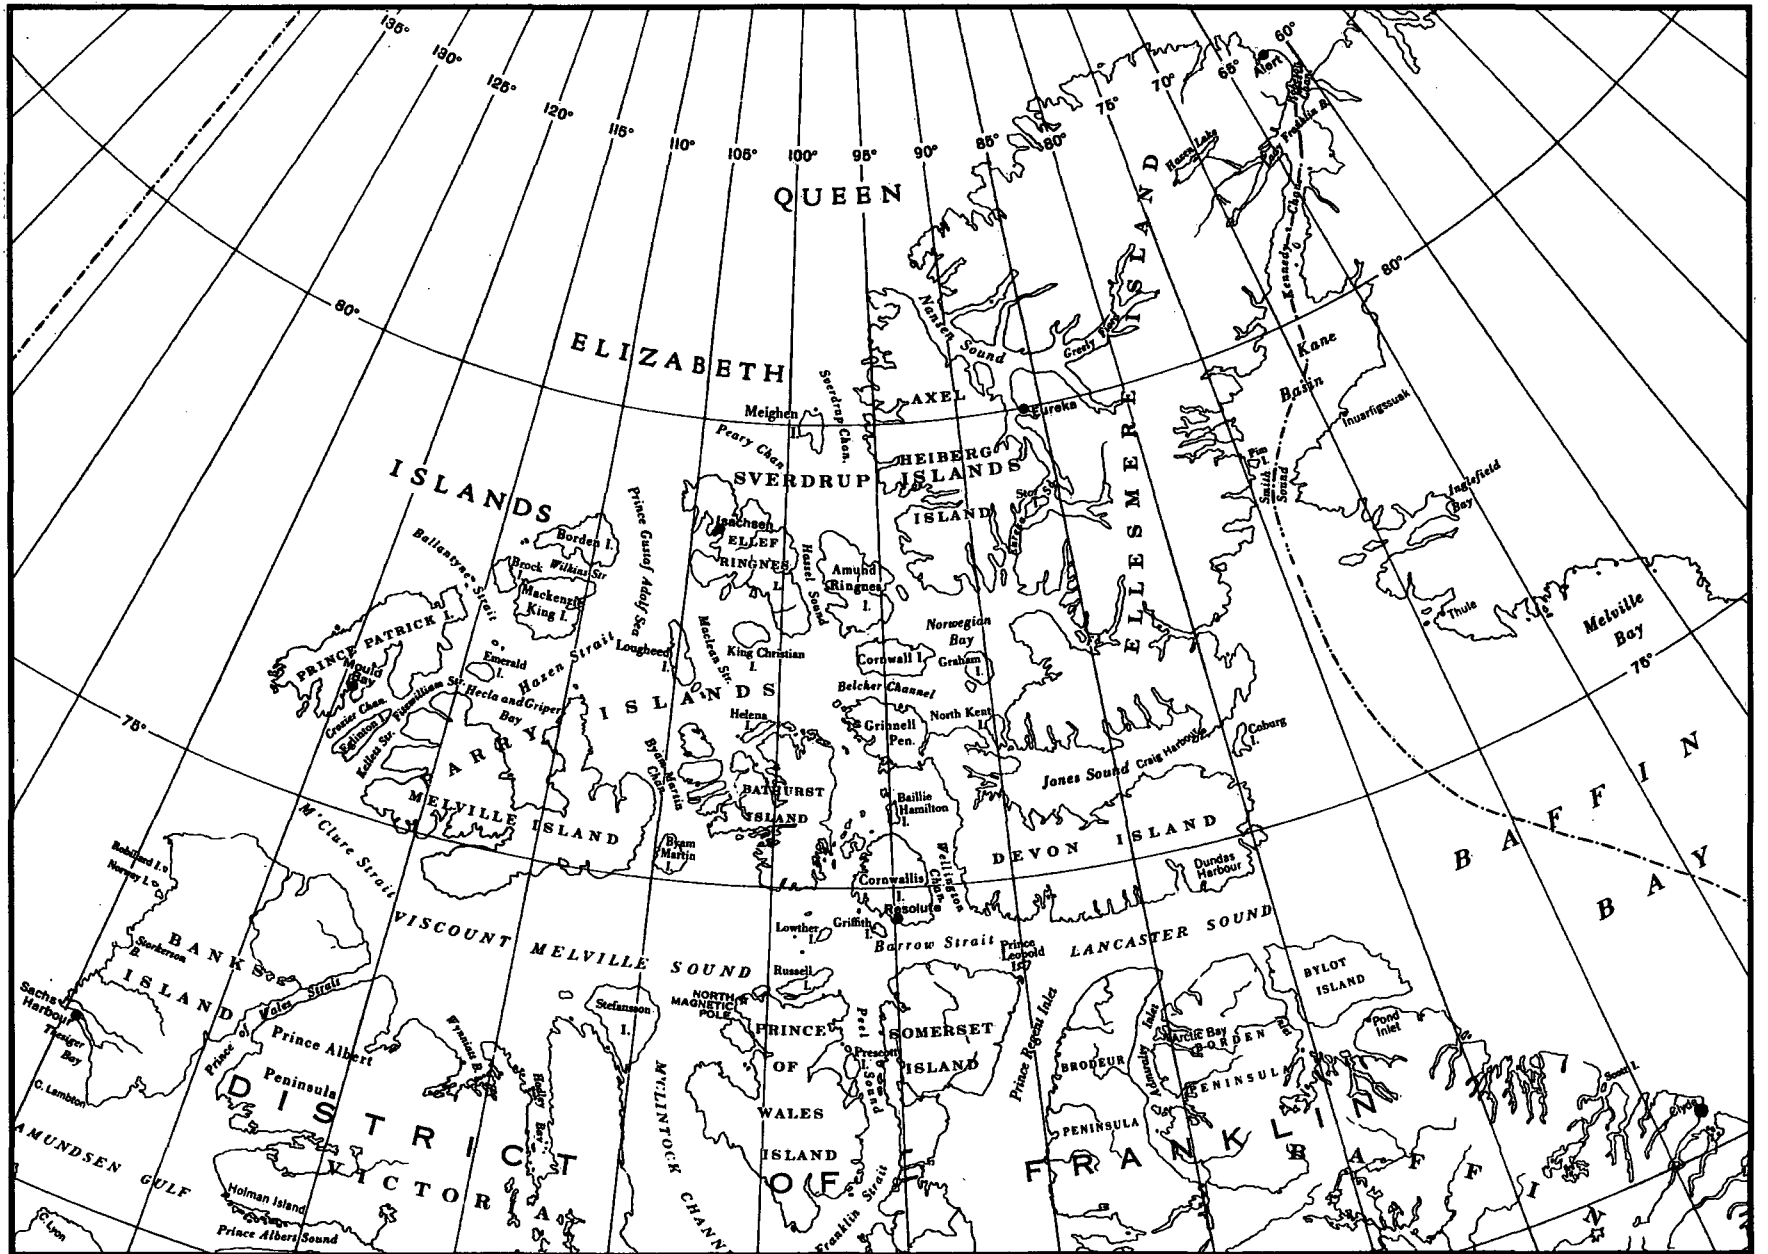 135°
130°
125°
120°
115°
110°
105°
100°
95°
90°
85°
80°
75°
70°
65°
60°
Alert
Lady Franklin B.
Hazen Lake
Kennedy Chan.
QUEEN
ELIZABETH
ISLANDS
80°
80°
Nansen
Sound
Greely Fiord
Kane
Basin
Inuarfigssuak
Sverdrup Chan.
Meighen
I.
Peary Chan
AXEL
HEIBERG
ISLAND
Eureka
SVERDRUP ISLANDS
ELLESMERE ISLAND
Pim
I.
Smith
Sound
Inglefield
Bay
Thule
Melville
Bay
75°
Isachsen
ELLEF
RINGNES
I.
Hassel Sound
Amund
Ringnes
I.
Prince Gustaf Adolf Sea
Borden I.
Brock
I.
Wilkins Str
Mackenzie
King I.
Ballantyne Strait
PRINCE PATRICK I.
Mould
Bay
Emerald
I.
Hazen Strait
Lougheed
I.
Maclean Str.
King Christian
I.
Norwegian
Bay
Cornwall I.
Graham
I.
Belcher Channel
Crozier Chan.
Eglinton I.
Kellett Str.
Fitzwilliam Str.
Hecla and Griper
Bay
ISLANDS
Helena
I.
Grinnell
Pen.
North Kent
I.
Coburg
I.
Jones Sound
Craig Harbour
75°
PARRY
MELVILLE ISLAND
Byam Martin
Chan.
BATHURST
ISLAND
Baillie
Hamilton
I.
Byam
Martin
I.
DEVON ISLAND
Dundas
Harbour
Wellington
Chan.
Cornwallis
I.
Resolute
Griffith
I.
Lowther
I.
M'Clure Strait
Robillard I.
Norway I.
VISCOUNT MELVILLE SOUND
Barrow Strait
Prince
Leopold
Is.
LANCASTER SOUND
BAFFIN
BAY
BANKS
ISLAND
Storkerson
B.
Sachs
Harbour
Thesiger
Bay
C. Lambton
Prince
Wales Strait
Prince Albert
Peninsula
Wynniatt B.
Hadley
Bay
Stefansson
I.
NORTH
MAGNETIC
POLE
Russell
I.
PRINCE
OF
WALES
ISLAND
Peel
Sound
Prescott
I.
SOMERSET
ISLAND
Prince Regent Inlet
BRODEUR
PENINSULA
Admiralty Inlet
Arctic Bay
BORDEN
PENINSULA
Inlet
BYLOT
ISLAND
Pond
Inlet
Scott I.
Clyde
M'CLINTOCK CHANN
Franklin Strait
DISTRICT OF FRANKLIN
AMUNDSEN GULF
VICTORIA
Holman Island
Prince Albert Sound
C. Lyon
BAFFIN